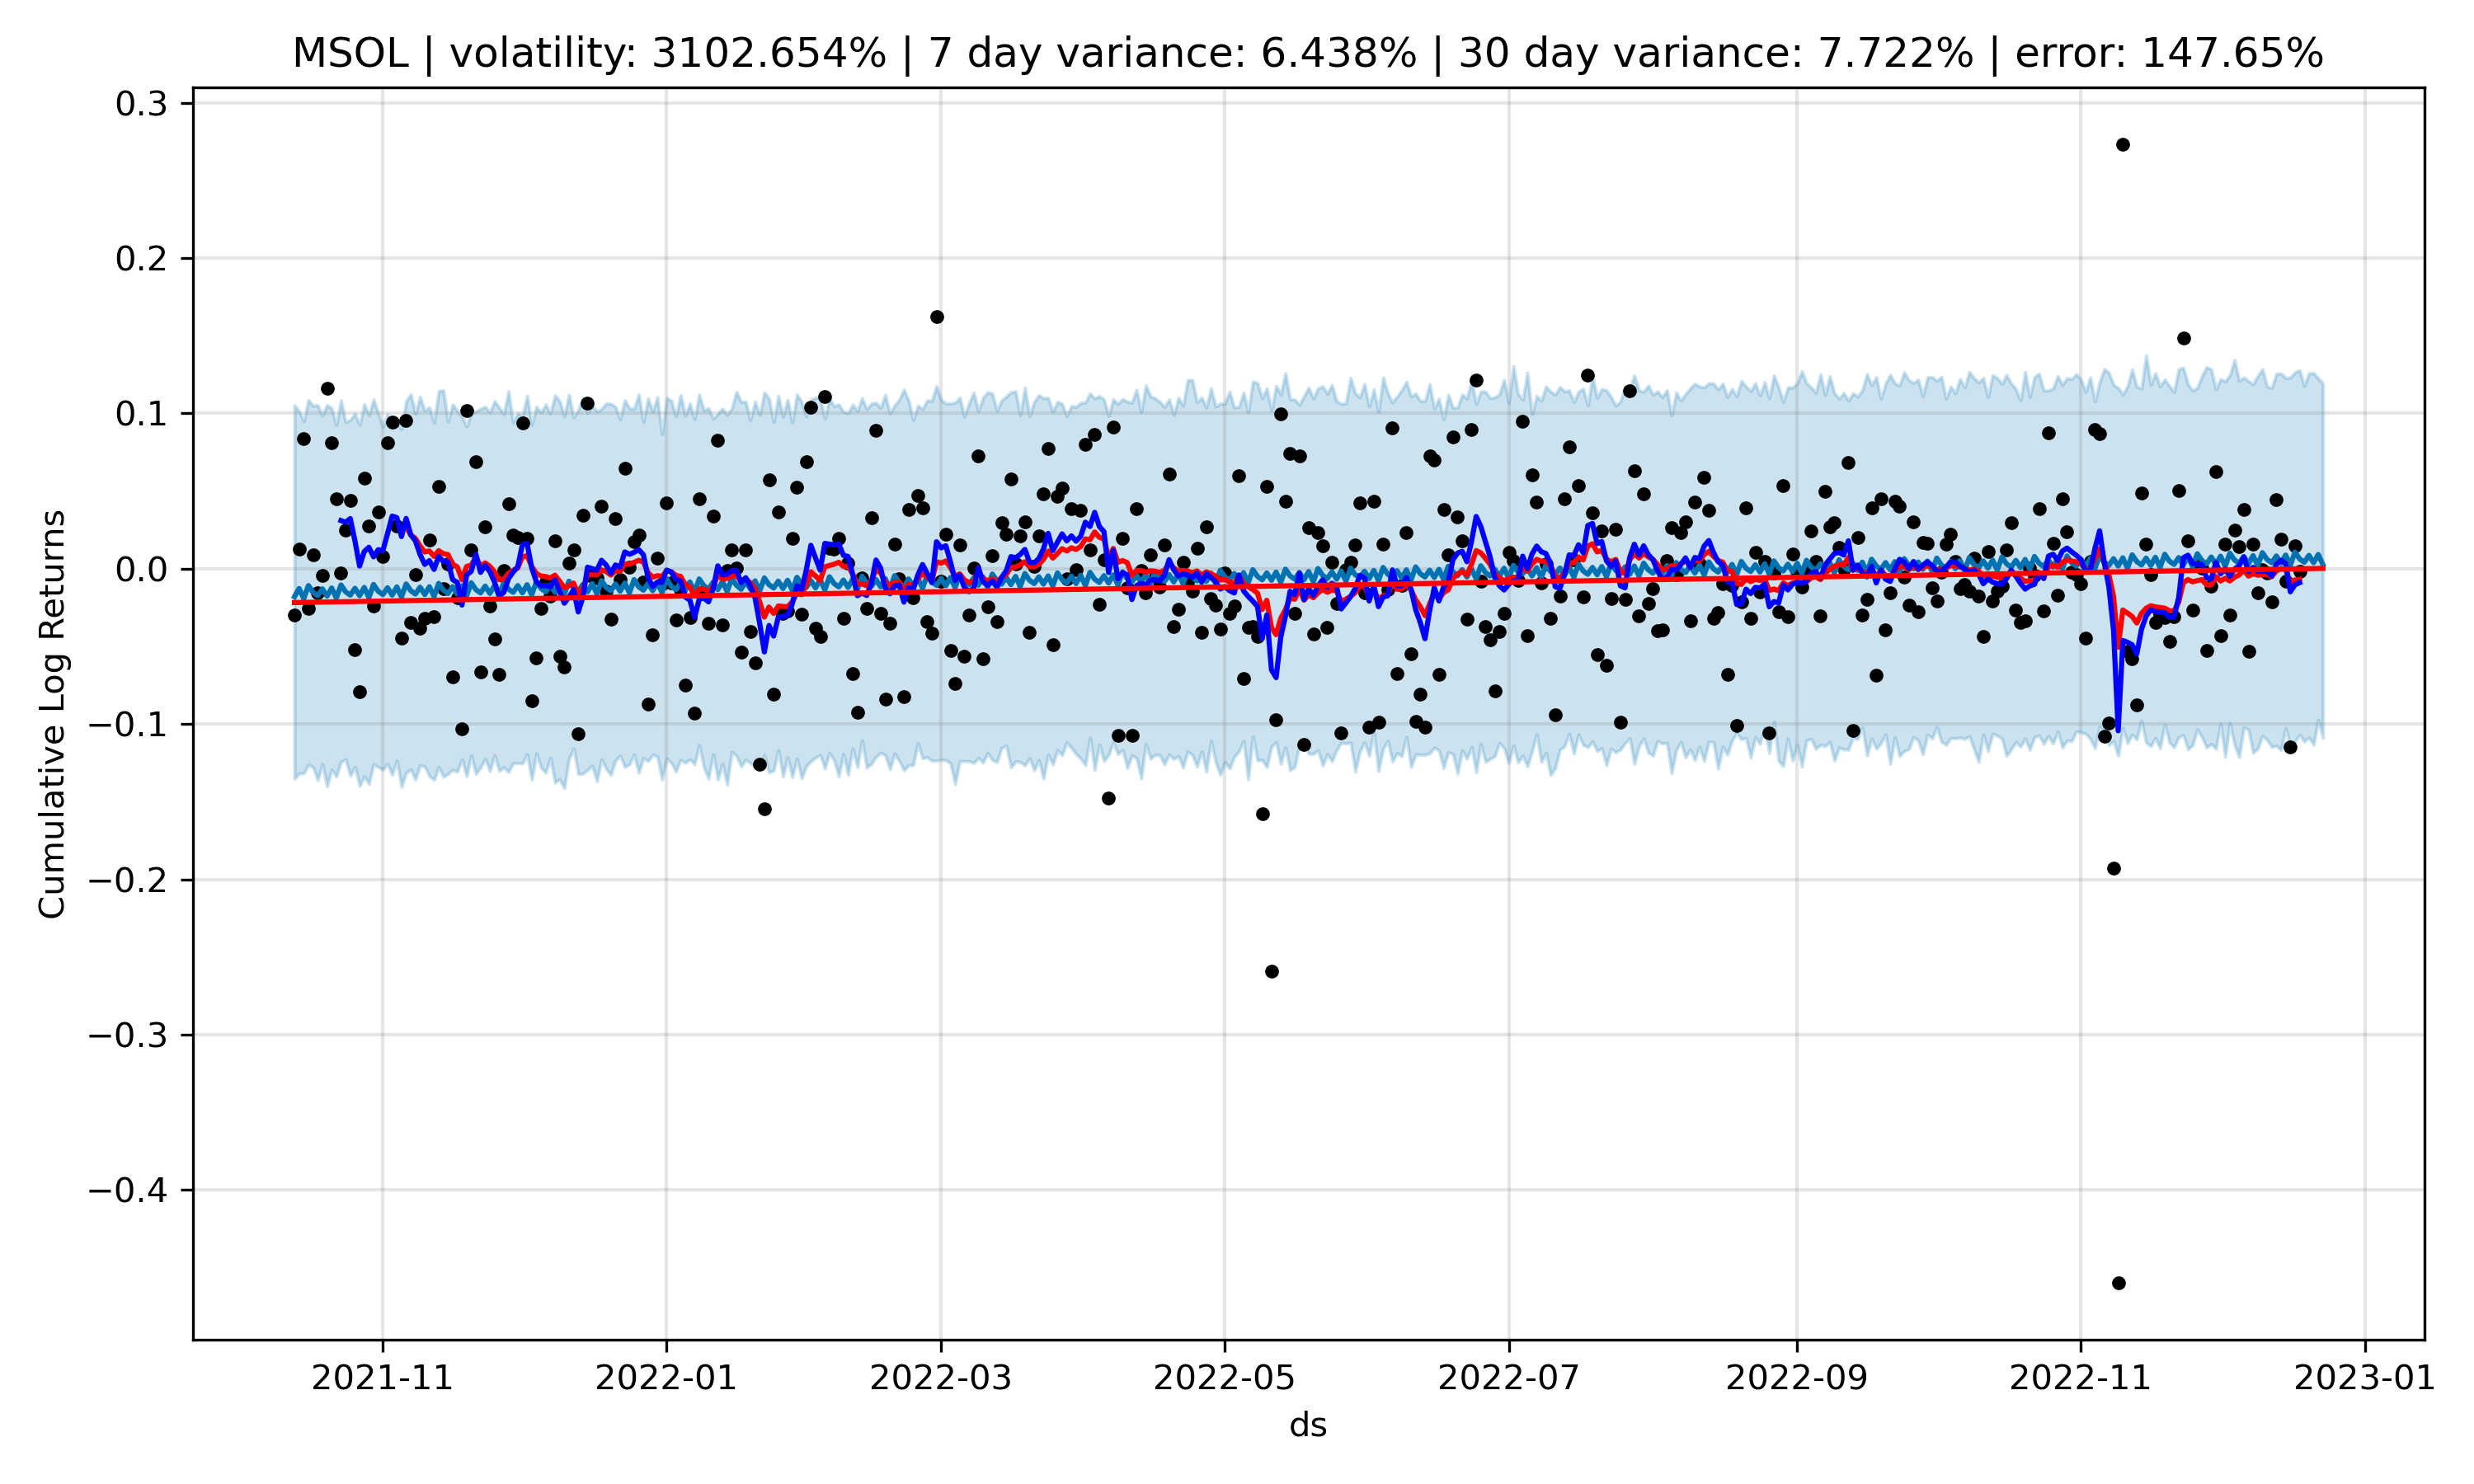 MSOL | volatility: 3102.654% | 7 day variance: 6.438% | 30 day variance: 7.722% | error: 147.65%
0.3
0.2
0.1
0.0
−0.1
−0.2
−0.3
−0.4
Cumulative Log Returns
2021-11 2022-01 2022-03 2022-05 2022-07 2022-09 2022-11 2023-01
ds